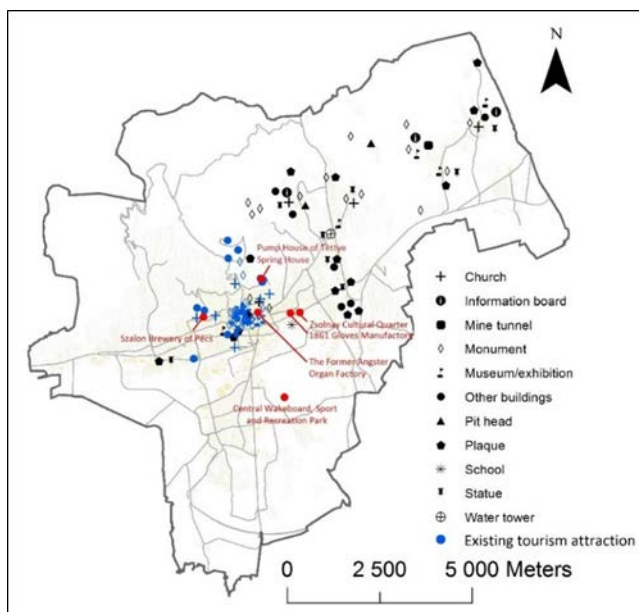 N
Pump House of Tettye
Spring House
Szalon Brewery of Pécs
Zsolnay Cultural Quarter
1861 Gloves Manufactory
The Former Angster
Organ Factory
Central Wakeboard, Sport
and Recreation Park
Church
Information board
Mine tunnel
Monument
Museum/exhibition
Other buildings
Pit head
Plaque
School
Statue
Water tower
Existing tourism attraction
0 2 500 5 000 Meters